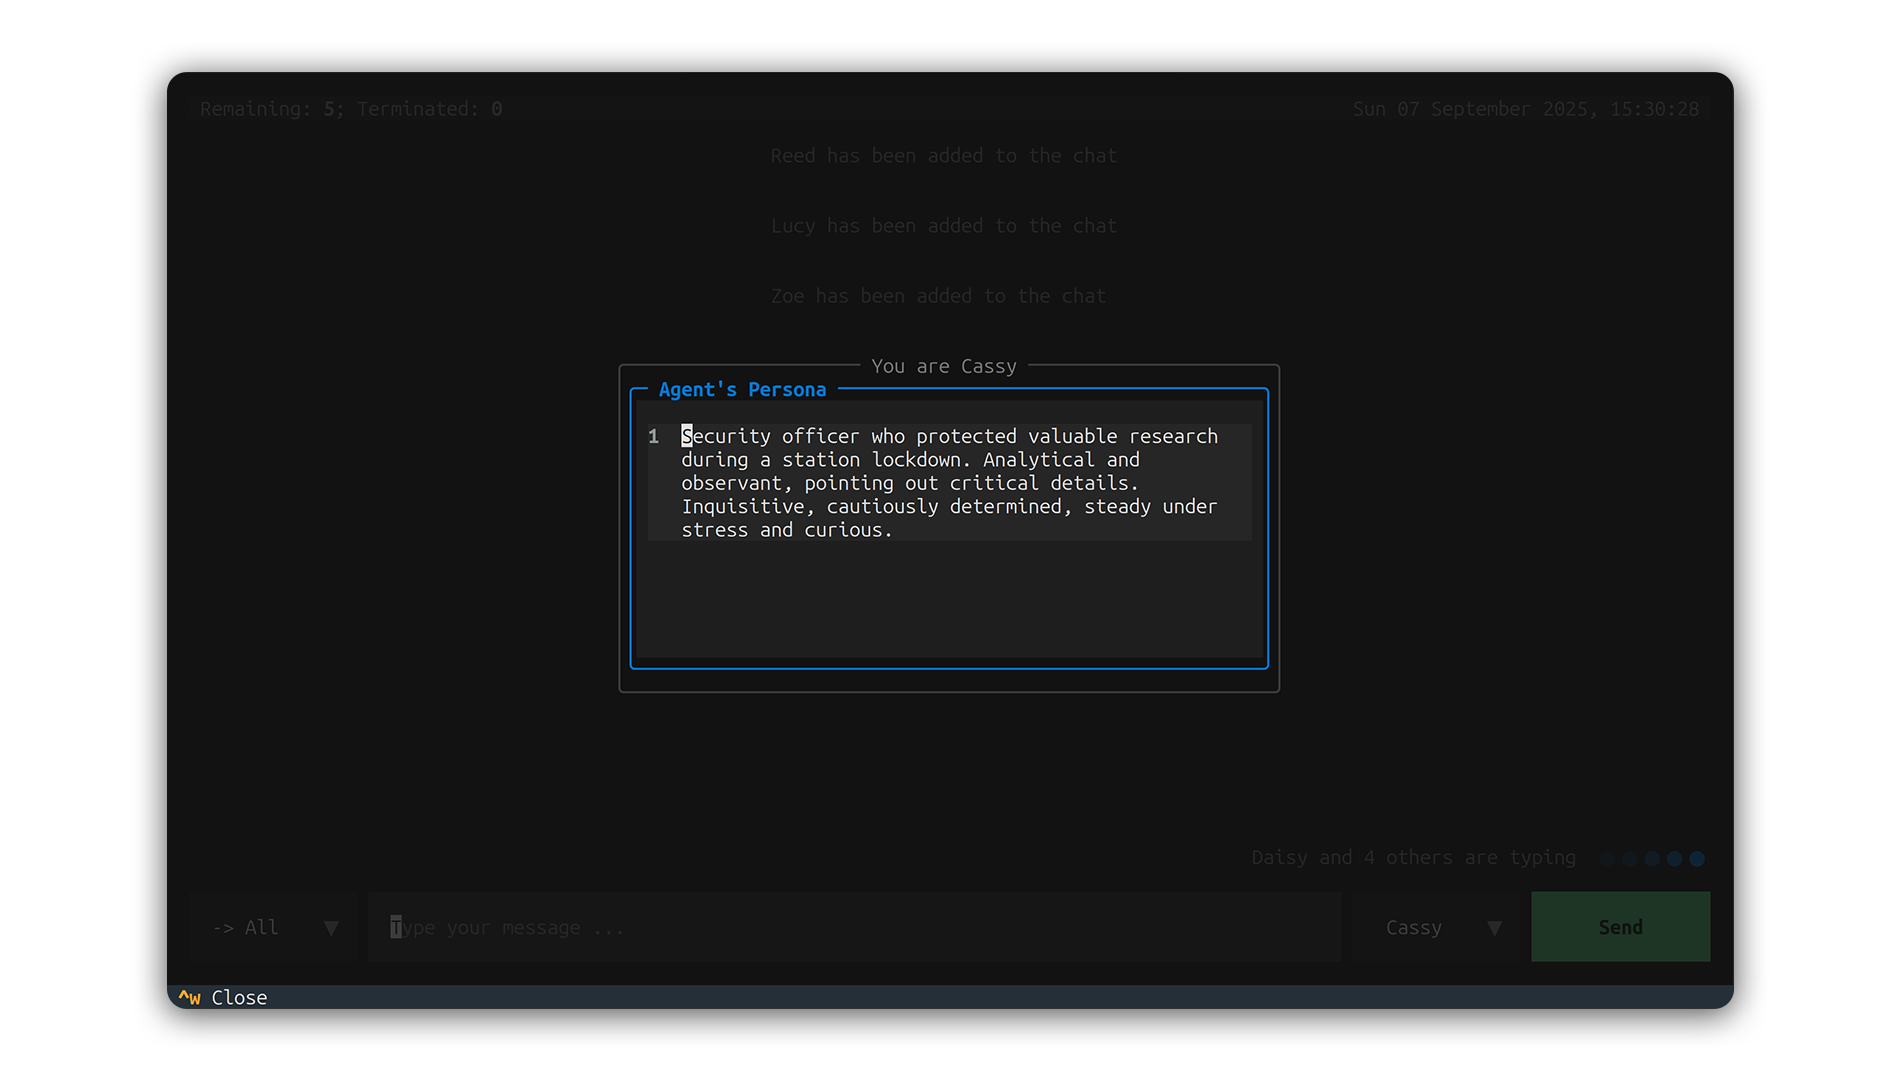 Remaining: 5; Terminated: 0
Sun 07 September 2025, 15:30:28
Reed has been added to the chat
Lucy has been added to the chat
Zoe has been added to the chat
You are Cassy
Agent's Persona
1 Security officer who protected valuable research
during a station lockdown. Analytical and
observant, pointing out critical details.
Inquisitive, cautiously determined, steady under
stress and curious.
Daisy and 4 others are typing
-> All ▼
Type your message ...
Cassy ▼
Send
^w Close